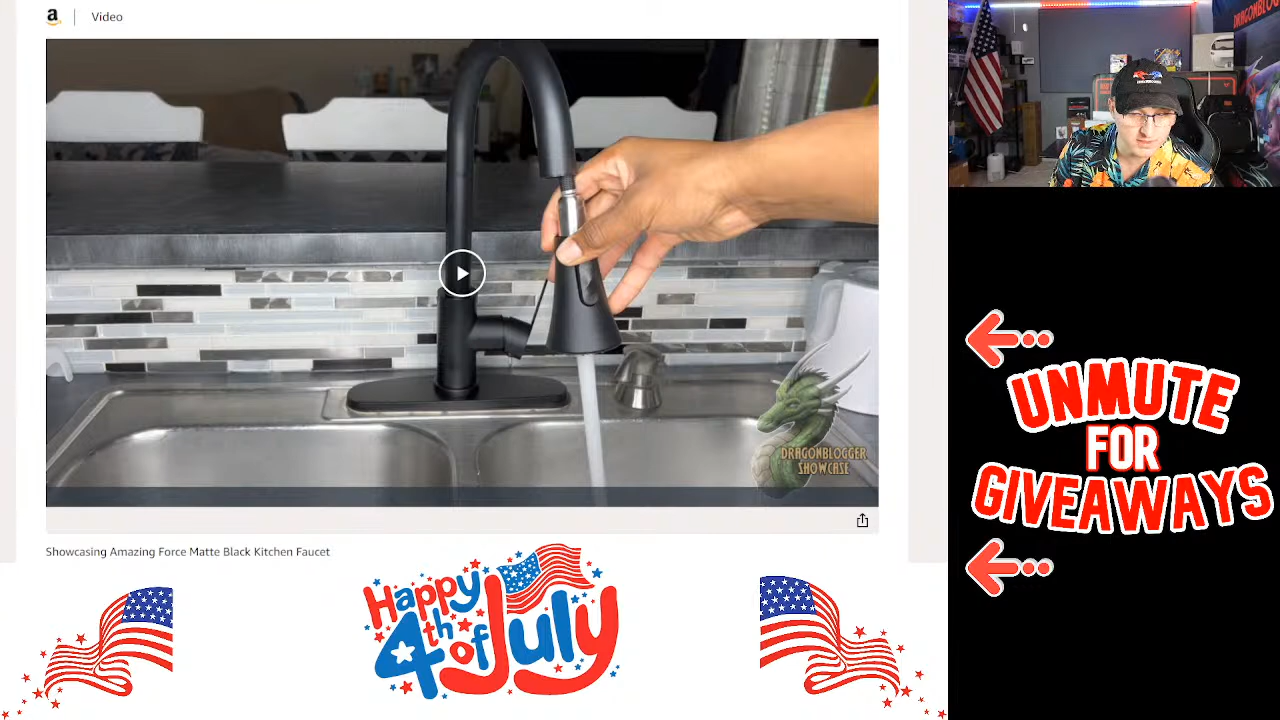 Video
DRAGONBLOGGER
SHOWCASE
Showcasing Amazing Force Matte Black Kitchen Faucet
Happy
4th of July
UNMUTE
FOR
GIVEAWAYS